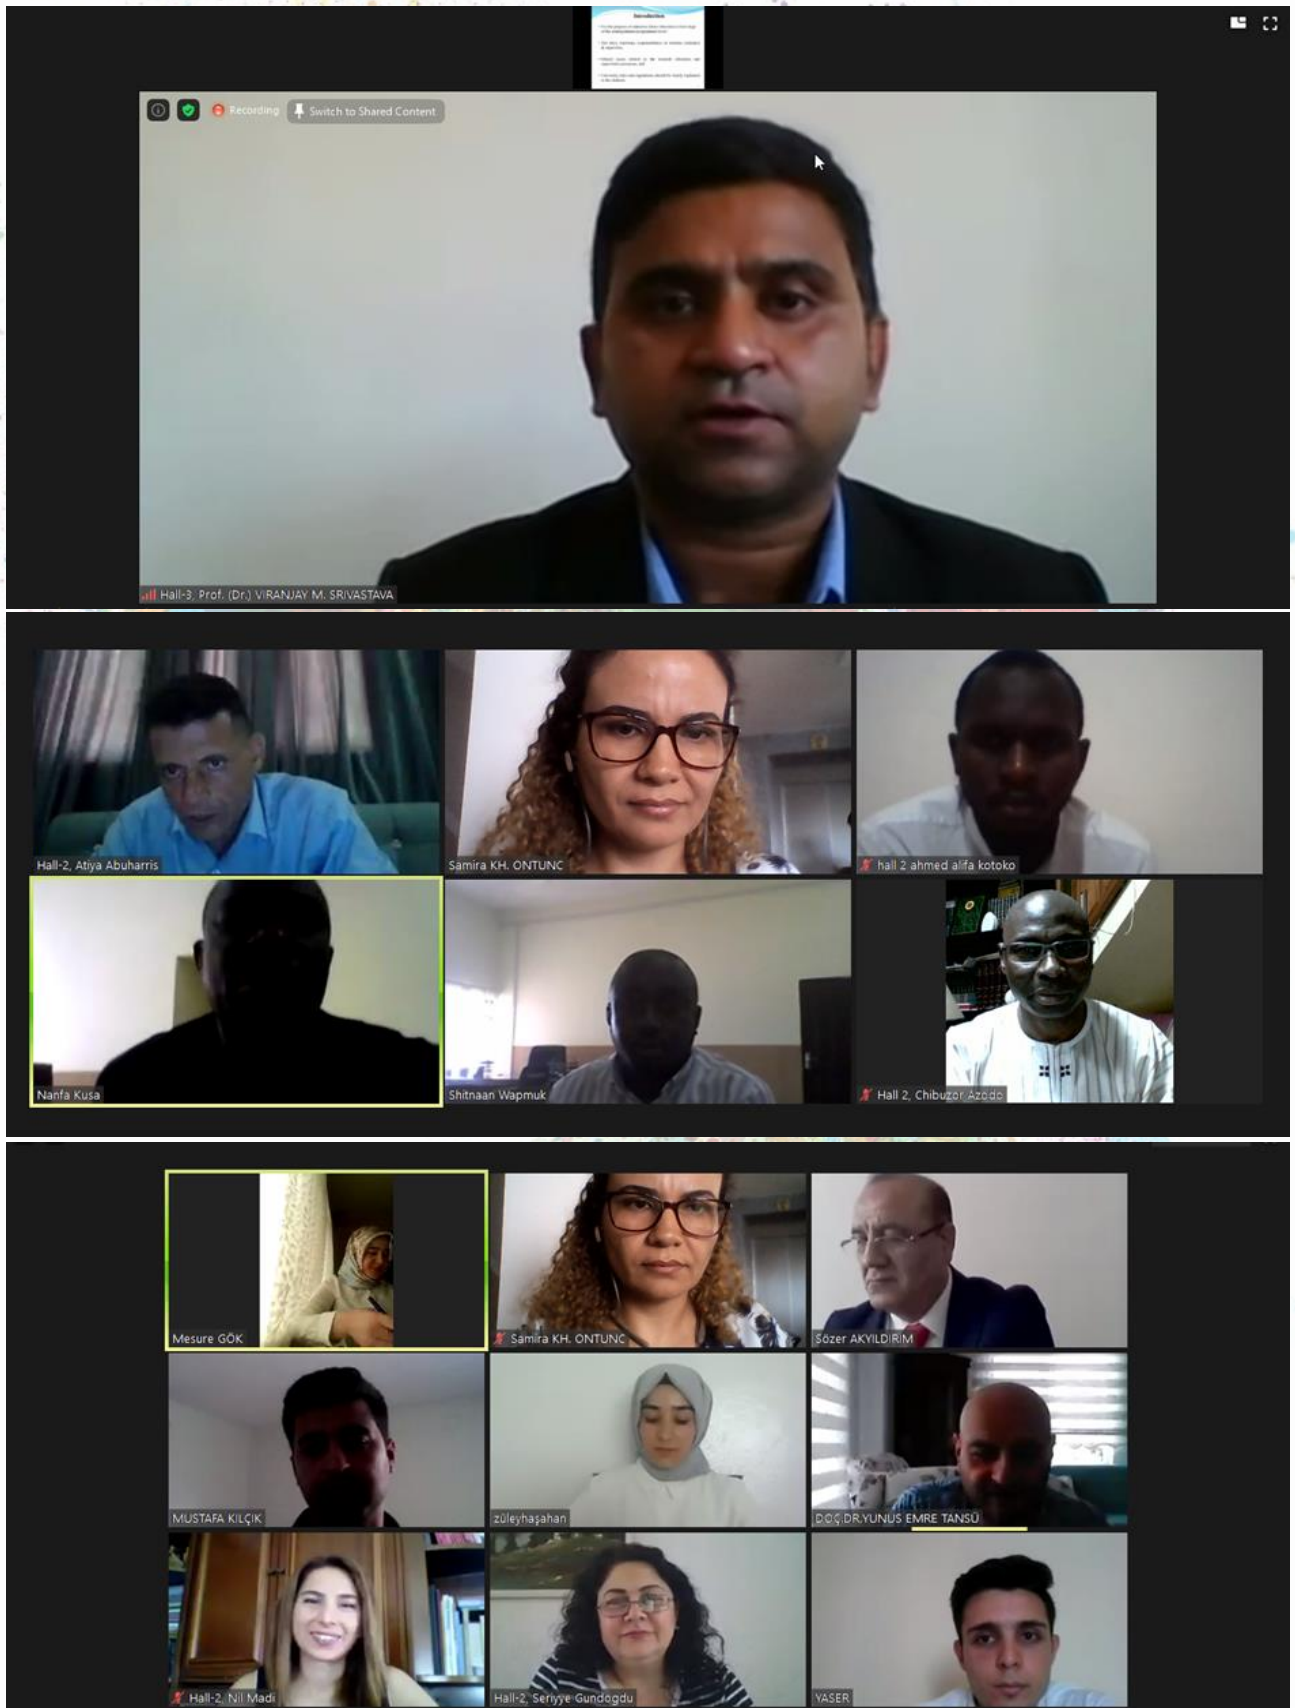 Introduction
Recording
Switch to Shared Content
Hall-3, Prof. (Dr.) VIRANJAY M. SRIVASTAVA
Hall-2, Atiya Abuharris
Samira KH. ONTUNC
hall 2 ahmed alifa kotoko
Nanfa Kusa
Shitnaan Wapmuk
Hall 2, Chibuzor Azodo
Mesure GÖK
Samira KH. ONTUNC
Sözer AKYILDIRIM
MUSTAFA KILÇIK
züleyhaşahan
DOÇ.DR.YUNUS EMRE TANSÜ
Hall-2, Nil Madi
Hall-2, Seriyye Gundogdu
YASER